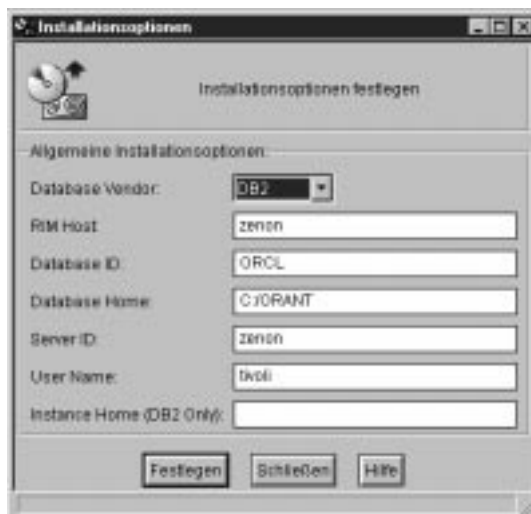 Installationsoptionen
Installationsoptionen festlegen
Allgemeine Installationsoptionen:
Database Vendor: DB2
RIM Host: zenon
Database ID: ORCL
Database Home: C:/ORANT
Server ID: zenon
User Name: tivoli
Instance Home (DB2 Only):
Festlegen Schließen Hilfe